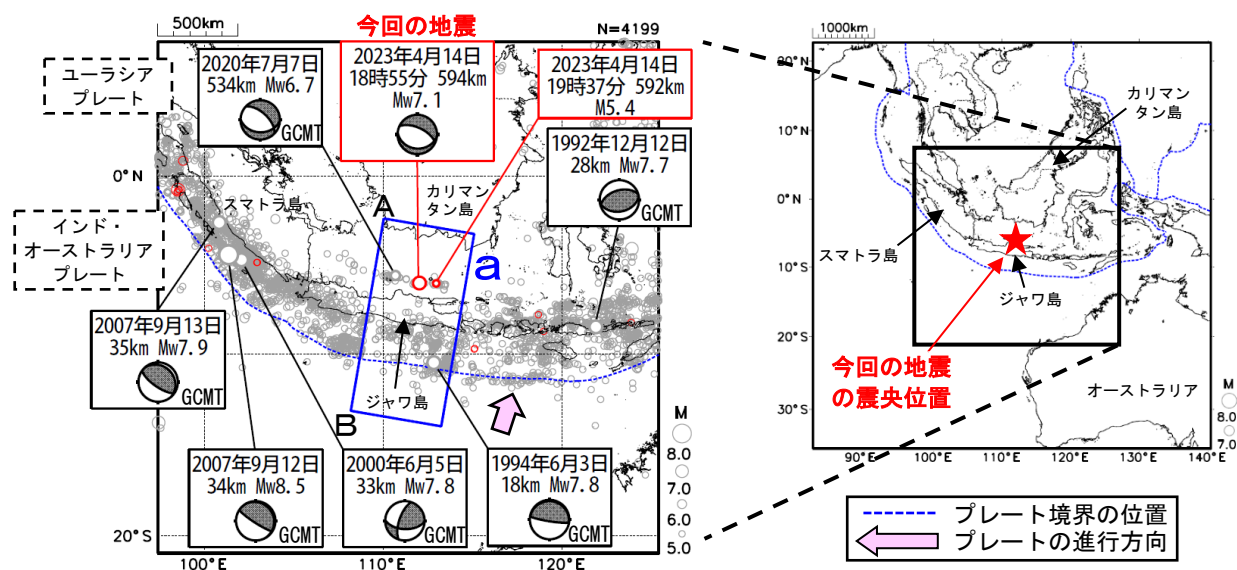 500km
今回の地震
N=4199
ユーラシア
プレート
2020年7月7日
534km Mw6.7
GCMT
2023年4月14日
18時55分 594km
Mw7.1
2023年4月14日
19時37分 592km
M5.4
1992年12月12日
28km Mw7.7
GCMT
0°N
スマトラ島
A
カリマン
タン島
インド・
オーストラリア
プレート
a
2007年9月13日
35km Mw7.9
GCMT
ジャワ島
B
M
8.0
7.0
6.0
5.0
2007年9月12日
34km Mw8.5
GCMT
2000年6月5日
33km Mw7.8
GCMT
1994年6月3日
18km Mw7.8
GCMT
20°S
100°E
110°E
120°E
1000km
20°N
10°N
0°N
10°S
20°S
30°S
カリマン
タン島
スマトラ島
ジャワ島
今回の地震
の震央位置
オーストラリア
M
8.0
7.0
90°E
100°E
110°E
120°E
130°E
140°E
プレート境界の位置
プレートの進行方向